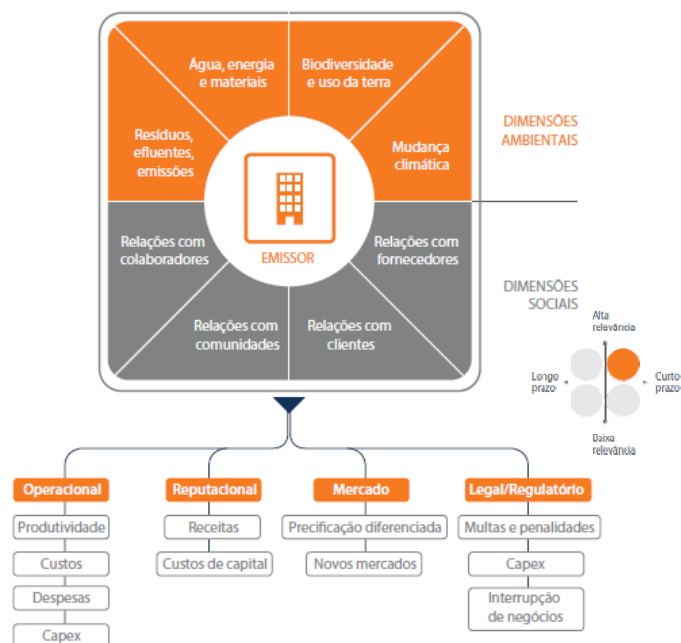 Água, energia
e materiais
Biodiversidade
e uso da terra
Resíduos,
efluentes,
emissões
Mudança
climática
DIMENSÕES
AMBIENTAIS
EMISSOR
Relações com
colaboradores
Relações com
fornecedores
Relações com
comunidades
Relações com
clientes
DIMENSÕES
SOCIAIS
Alta
relevância
Longo
prazo
Curto
prazo
Baixa
relevância
Operacional
Produtividade
Custos
Despesas
Capex
Reputacional
Receitas
Custos de capital
Mercado
Precificação diferenciada
Novos mercados
Legal/Regulatório
Multas e penalidades
Capex
Interrupção
de negócios